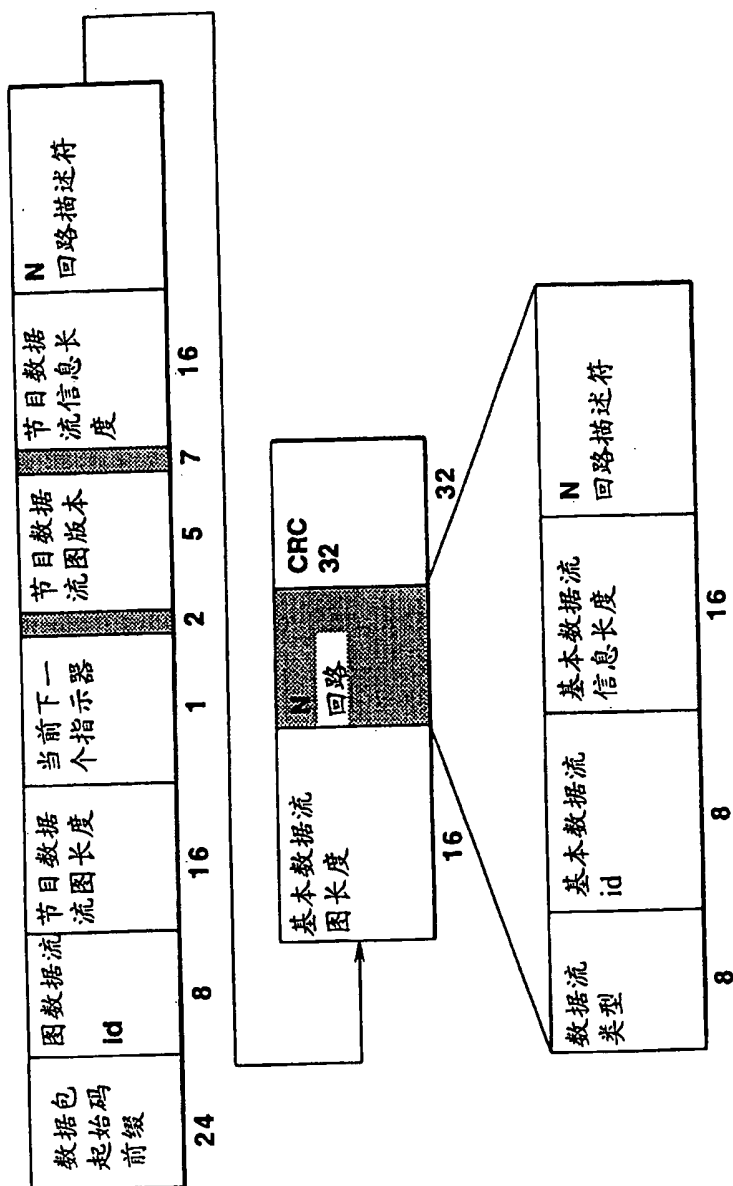 数据包
起始码
前缀
24
图数据流
id
8
节目数据
流图长度
16
当前下一
个指示器
1
2
节目数据
流图版本
5
7
节目数据
流信息长
度
16
N
回路描述符
基本数据流
图长度
16
N
回路
CRC
32
32
数据流
类型
8
基本数据流
id
8
基本数据流
信息长度
16
N
回路描述符